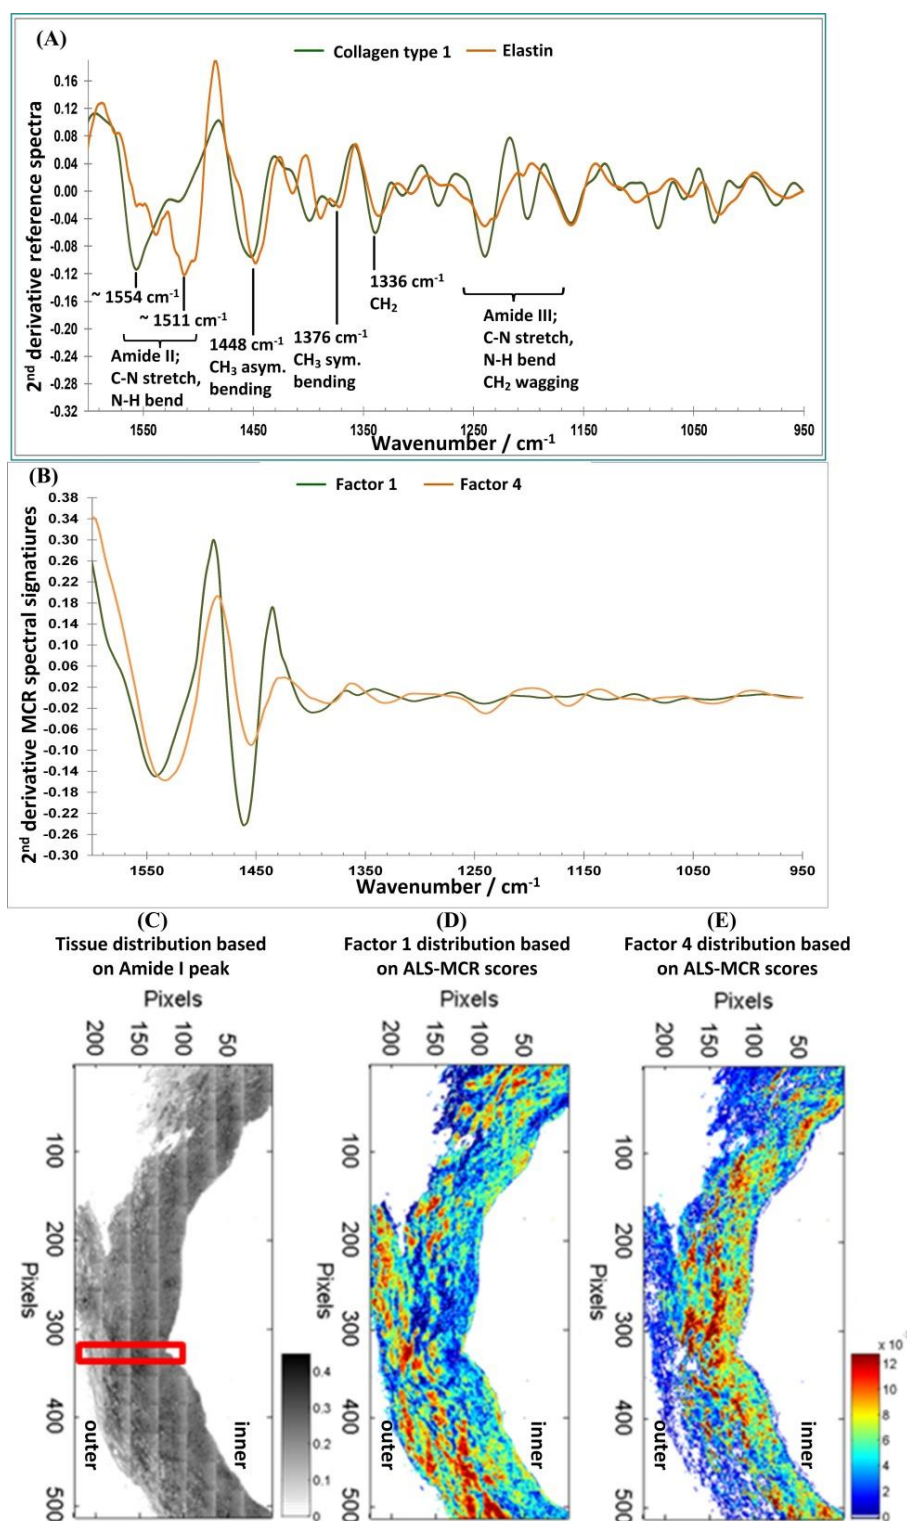 (A)
Collagen type 1
Elastin
2nd derivative reference spectra
0.16
0.12
0.08
0.04
0.00
-0.04
-0.08
-0.12
-0.16
-0.20
-0.24
-0.28
-0.32
~ 1554 cm-1
~ 1511 cm-1
Amide II;
C-N stretch,
N-H bend
1448 cm-1
CH3 asym.
bending
1376 cm-1
CH3 sym.
bending
1336 cm-1
CH2
Amide III;
C-N stretch,
N-H bend
CH2 wagging
1550 1450 1350 1250 1150 1050 950
Wavenumber / cm-1
(B)
Factor 1
Factor 4
2nd derivative MCR spectral signatiures
0.38
0.34
0.30
0.26
0.22
0.18
0.14
0.10
0.06
0.02
-0.02
-0.06
-0.10
-0.14
-0.18
-0.22
-0.26
-0.30
1550 1450 1350 1250 1150 1050 950
Wavenumber / cm-1
(C)
Tissue distribution based
on Amide I peak
Pixels
200 150 100 50
100
200
300
400
500
Pixels
outer
inner
0.4
0.3
0.2
0.1
0
(D)
Factor 1 distribution based
on ALS-MCR scores
Pixels
200 150 100 50
100
200
300
400
500
Pixels
outer
inner
(E)
Factor 4 distribution based
on ALS-MCR scores
Pixels
200 150 100 50
100
200
300
400
500
Pixels
outer
inner
x 10
12
10
8
6
4
2
0